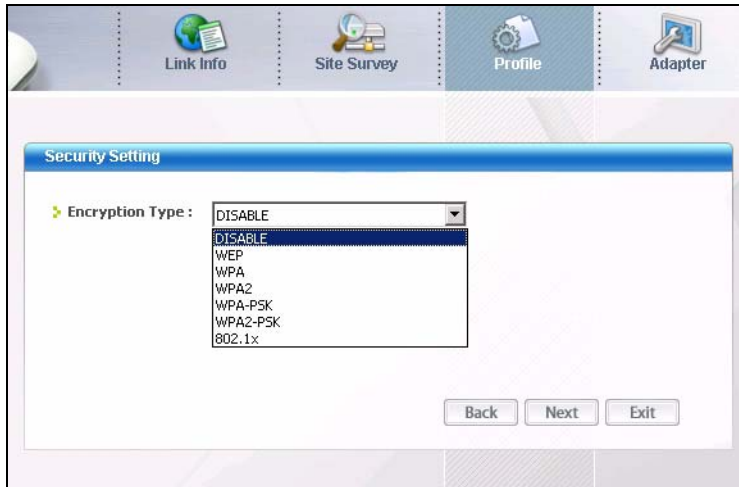 Link Info Site Survey Profile Adapter
Security Setting
Encryption Type : DISABLE
DISABLE
WEP
WPA
WPA2
WPA-PSK
WPA2-PSK
802.1x
Back Next Exit